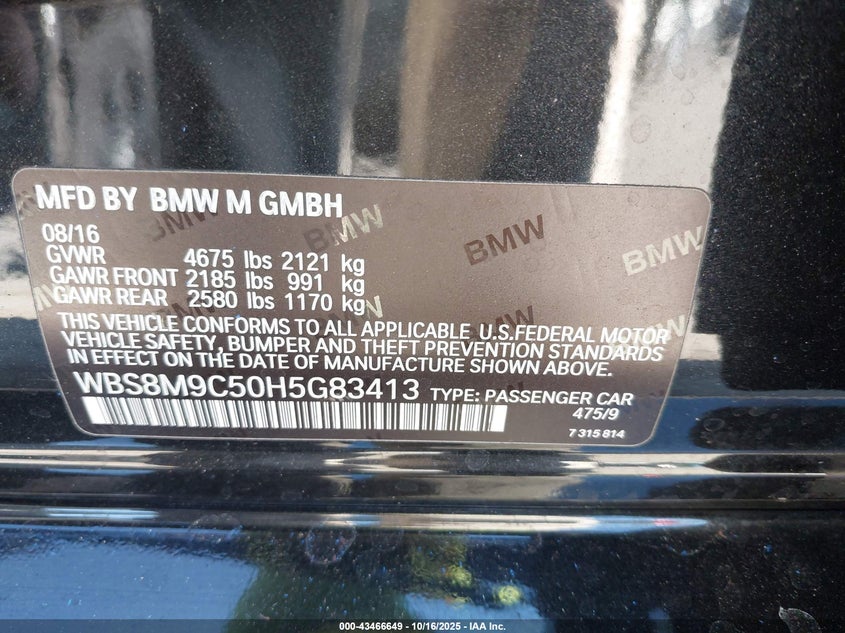 MFD BY BMW M GMBH
08/16
GVWR 4675 lbs 2121 kg
GAWR FRONT 2185 lbs 991 kg
GAWR REAR 2580 lbs 1170 kg
THIS VEHICLE CONFORMS TO ALL APPLICABLE U.S.FEDERAL MOTOR
VEHICLE SAFETY, BUMPER AND THEFT PREVENTION STANDARDS
IN EFFECT ON THE DATE OF MANUFACTURE SHOWN ABOVE.
WBS8M9C50H5G83413 TYPE: PASSENGER CAR
475/9
7 315 814
BMW
BMW
BMW
000-43466649 - 10/16/2025 - IAA Inc.